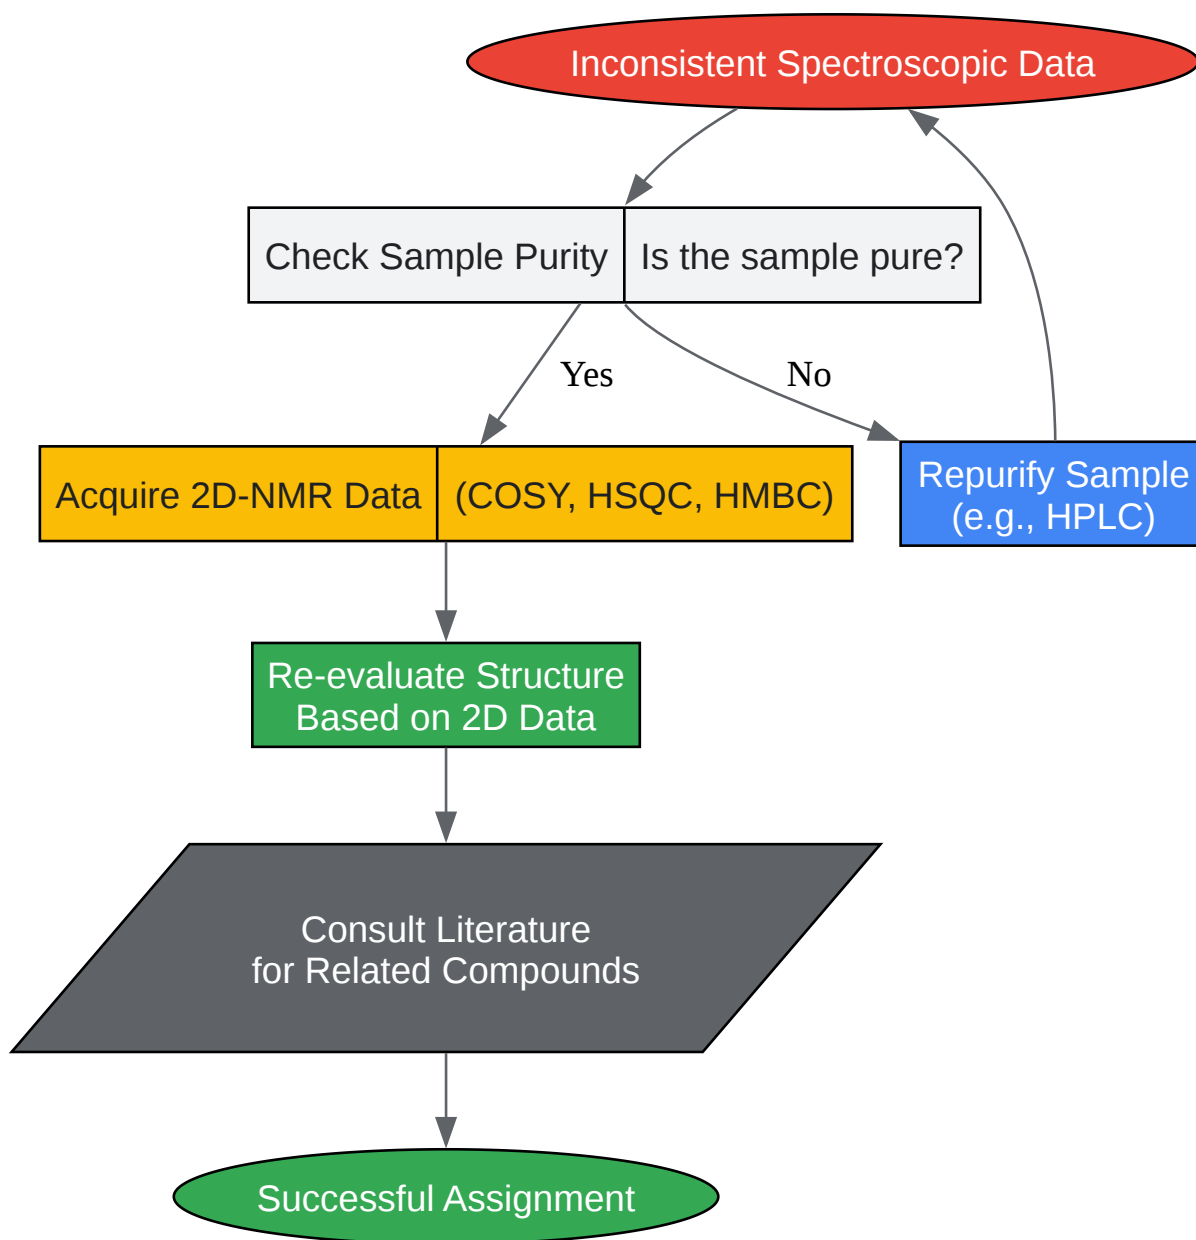 Inconsistent Spectroscopic Data
Check Sample Purity
Is the sample pure?
Yes
No
Acquire 2D-NMR Data
(COSY, HSQC, HMBC)
Repurify Sample
(e.g., HPLC)
Re-evaluate Structure
Based on 2D Data
Consult Literature
for Related Compounds
Successful Assignment